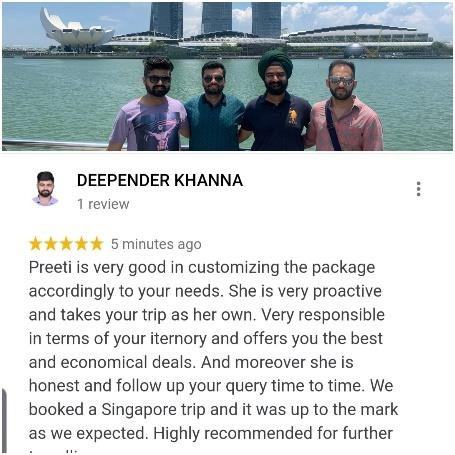 DEEPENDER KHANNA
1 review
5 minutes ago
Preeti is very good in customizing the package
accordingly to your needs. She is very proactive
and takes your trip as her own. Very responsible
in terms of your iternory and offers you the best
and economical deals. And moreover she is
honest and follow up your query time to time. We
booked a Singapore trip and it was up to the mark
as we expected. Highly recommended for further